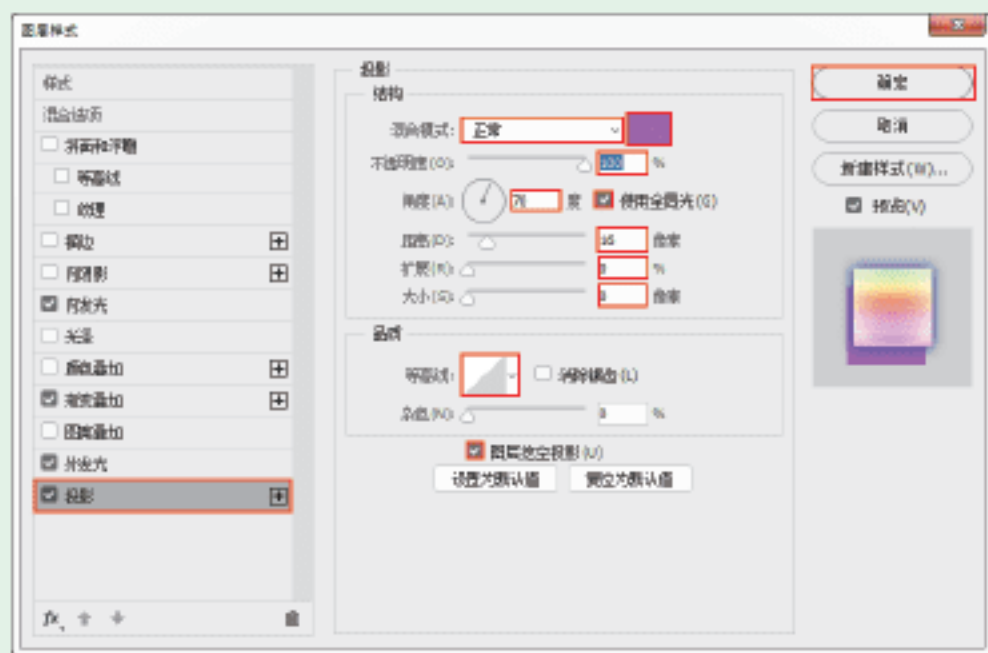 图层样式
样式
混合选项
斜面和浮雕
等高线
纹理
描边
内阴影
内发光
光泽
颜色叠加
渐变叠加
图案叠加
外发光
投影
fx
投影
结构
混合模式: 正常
不透明度(O): 100 %
角度(A): 70 度 使用全局光(G)
距离(D): 16 像素
扩展(R): 0 %
大小(S): 0 像素
品质
等高线: 消除锯齿(L)
杂色(N): 0 %
图层挖空投影(U)
设置为默认值 复位为默认值
确定
取消
新建样式(W)...
预览(V)